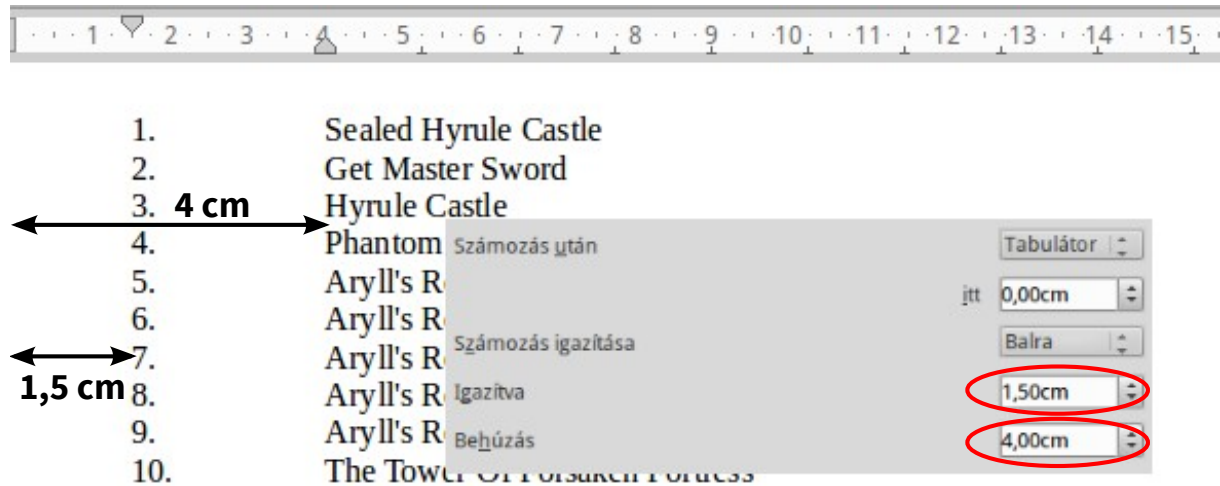 1 2 3 4 5 6 7 8 9 10 11 12 13 14 15
1. Sealed Hyrule Castle
2. Get Master Sword
3. Hyrule Castle
4 cm
4. Phantom
Számozás után Tabulátor
5. Aryll's
itt 0,00cm
6. Aryll's
Számozás igazítása Balra
7. Aryll's
1,5 cm
8. Aryll's
Igazítva 1,50cm
9. Aryll's
Behúzás 4,00cm
10. The Tower Of Forsaken Fortress